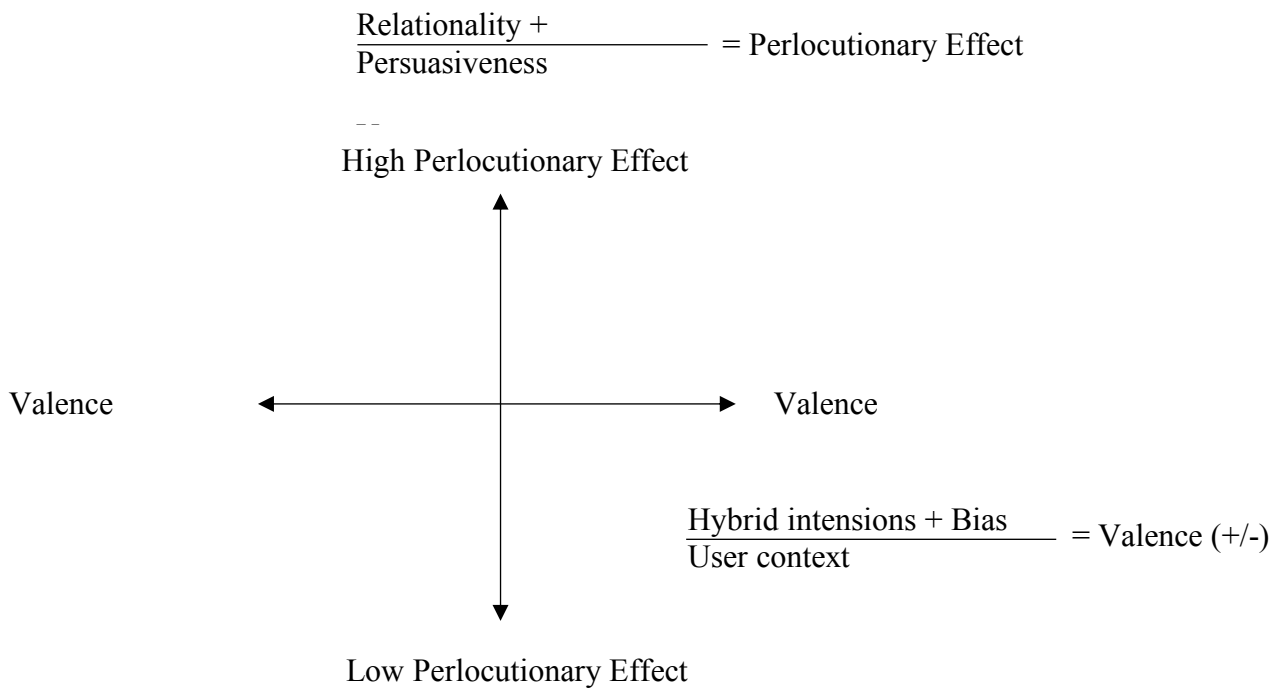 Relationality +
Persuasiveness
= Perlocutionary Effect
_ _
High Perlocutionary Effect
Valence
Valence
Hybrid intensions + Bias
User context
= Valence (+/-)
Low Perlocutionary Effect